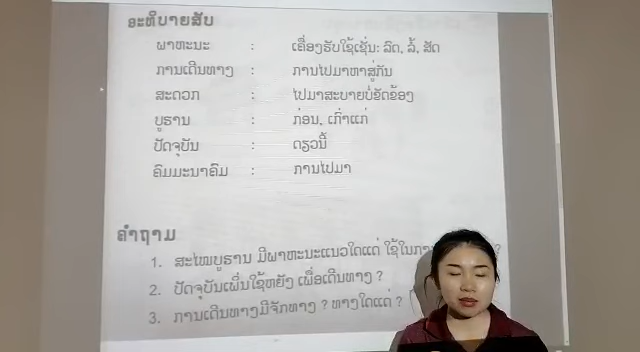 ອະທິບາຍສັບ
ພາຫະນະ : ເຄື່ອງຮັບໃຊ້ເຊັ່ນ: ລົດ, ລໍ້, ສັດ
ການເດີນທາງ : ການໄປມາຫາສູ່ກັນ
ສະດວກ : ໄປມາສະບາຍບໍ່ຂັດຂ້ອງ
ບູຮານ : ກ່ອນ, ເກົ່າແກ່
ປັດຈຸບັນ : ດຽວນີ້
ຄົມມະນາຄົມ : ການໄປມາ
ຄຳຖາມ
1. ສະໄໝບູຮານ ມີພາຫະນະແນວໃດແດ່ ໃຊ້ໃນ ?
2. ປັດຈຸບັນເພິ່ນໃຊ້ຫຍັງ ເພື່ອເດີນທາງ ?
3. ການເດີນທາງມີຈັກທາງ ? ທາງໃດແດ່ ?